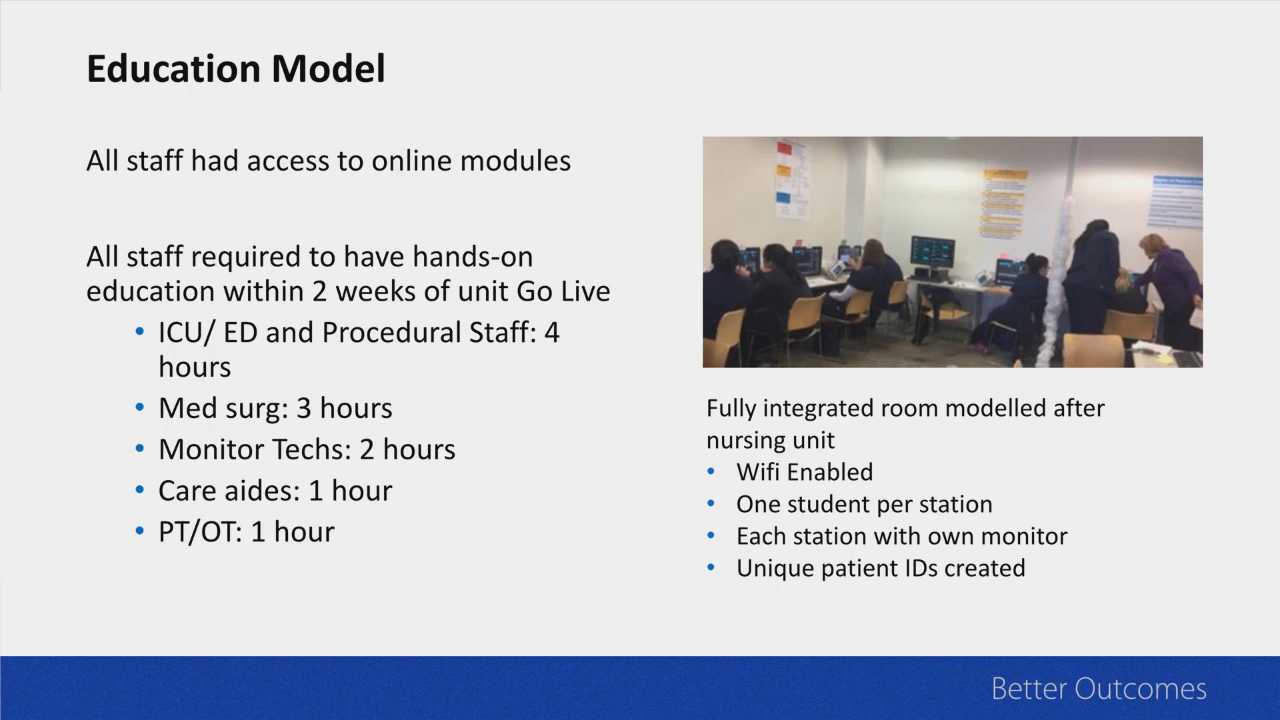 Education Model
All staff had access to online modules
All staff required to have hands-on
education within 2 weeks of unit Go Live
• ICU/ ED and Procedural Staff: 4
hours
• Med surg: 3 hours
• Monitor Techs: 2 hours
• Care aides: 1 hour
• PT/OT: 1 hour
Fully integrated room modelled after
nursing unit
• Wifi Enabled
• One student per station
• Each station with own monitor
• Unique patient IDs created
Better Outcomes